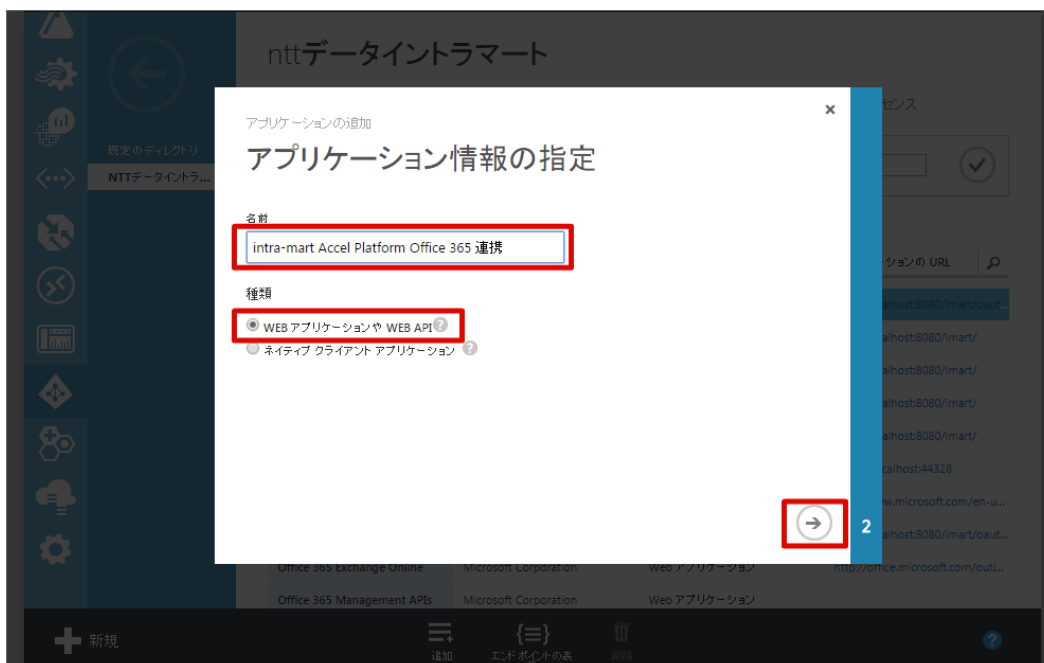 nttデータイントラマート
センス
既定のディレクトリ
NTTデータイントラ...
アプリケーションの追加
×
アプリケーション情報の指定
名前
intra-mart Accel Platform Office 365 連携
種類
WEB アプリケーションや WEB API ?
ネイティブ クライアント アプリケーション ?
2
ーションの URL
alhost:8080/imart/oaut...
alhost:8080/imart/
alhost:8080/imart/
alhost:8080/imart/
alhost:8080/imart/
calhost:44328
w.microsoft.com/en-u...
alhost:8080/imart/oaut...
Office 365 Exchange Online Microsoft Corporation Web アプリケーション http://office.microsoft.com/outl...
Office 365 Management APIs Microsoft Corporation Web アプリケーション
新規
追加 エンドポイントの表 削除
?